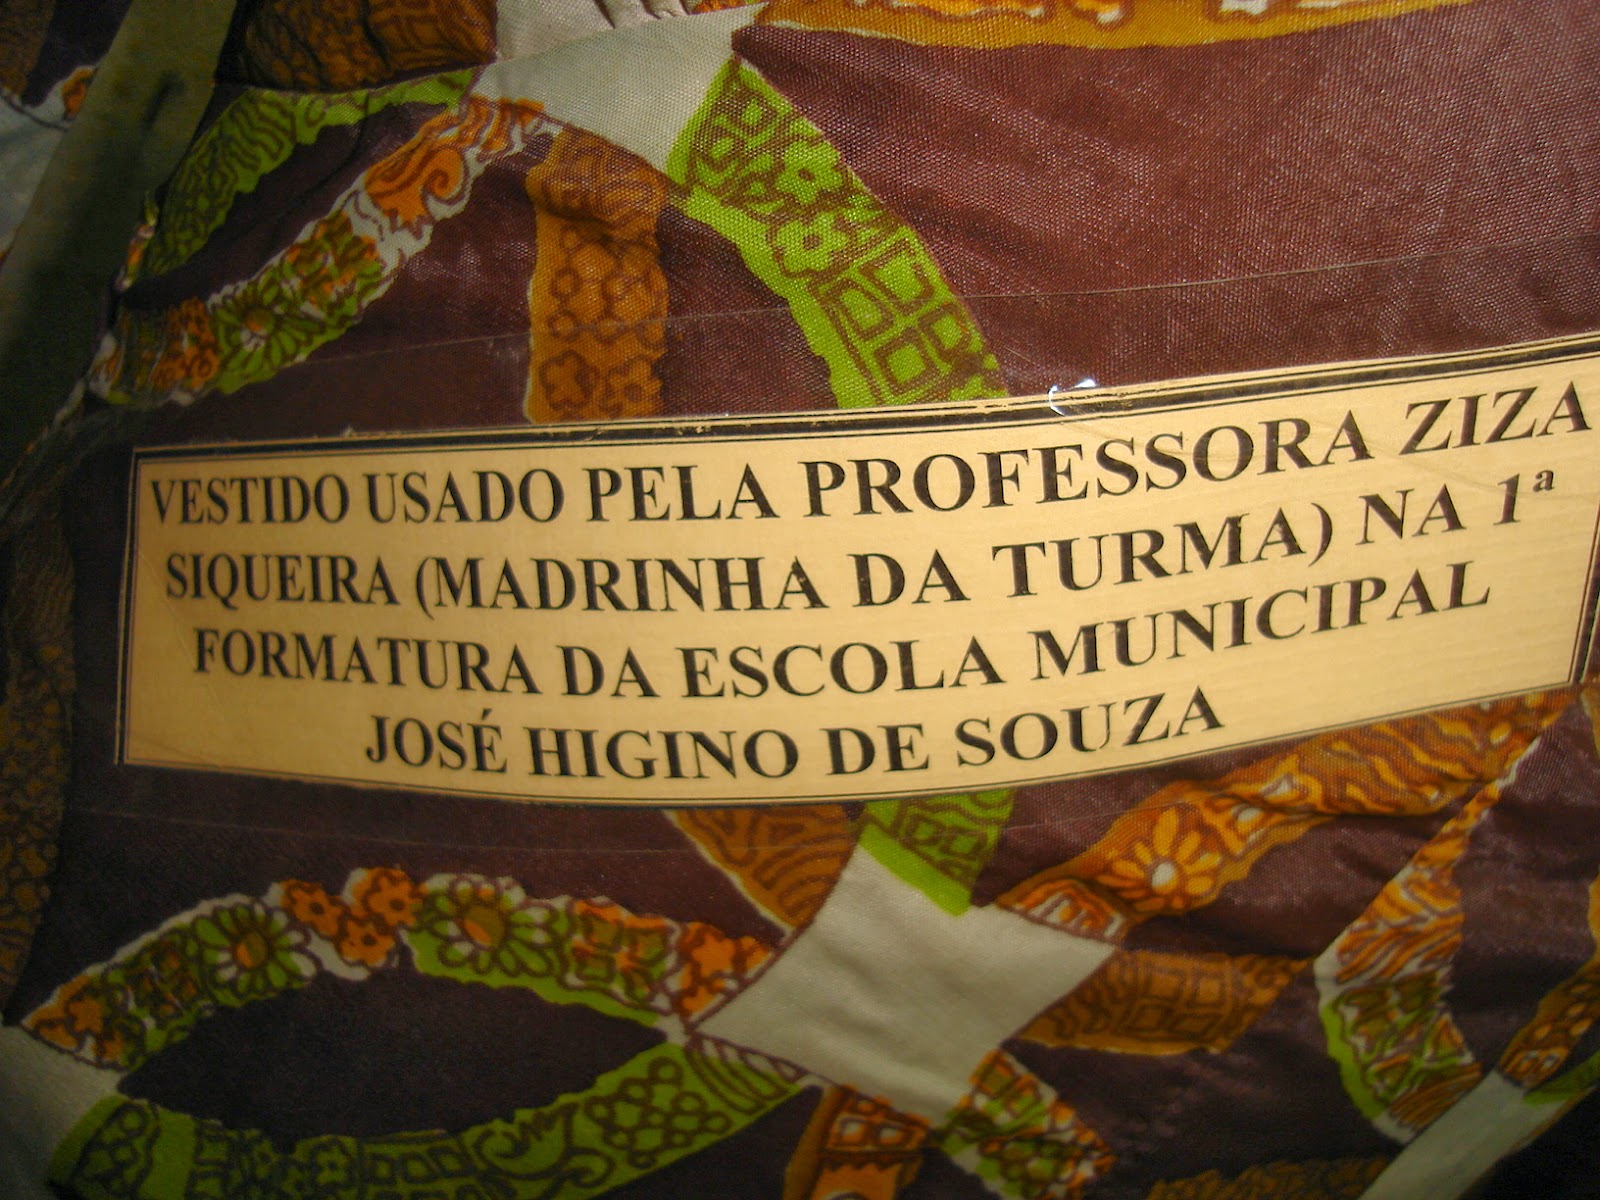 VESTIDO USADO PELA PROFESSORA ZIZA
SIQUEIRA (MADRINHA DA TURMA) NA 1ª
FORMATURA DA ESCOLA MUNICIPAL
JOSÉ HIGINO DE SOUZA